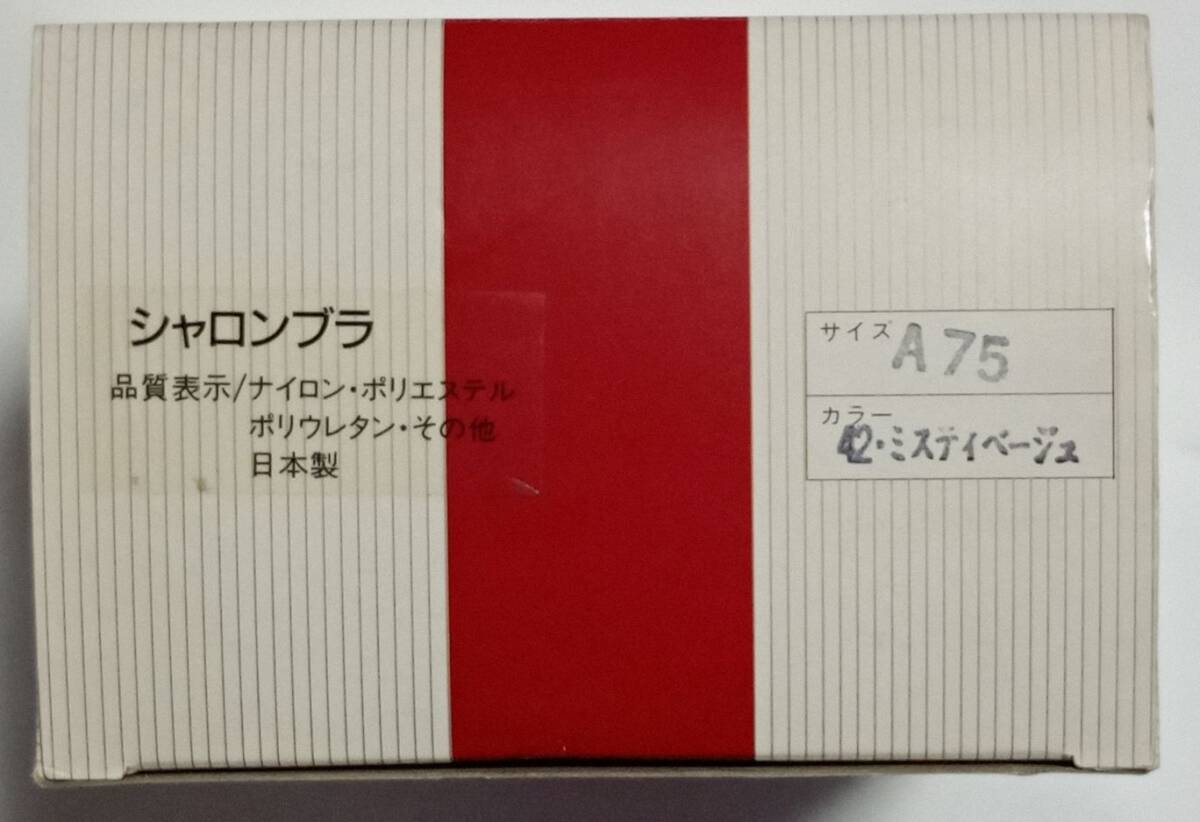 シャロンブラ
品質表示/ナイロン・ポリエステル
ポリウレタン・その他
日本製
サイズ A75
カラー
42・ミスティベージュ